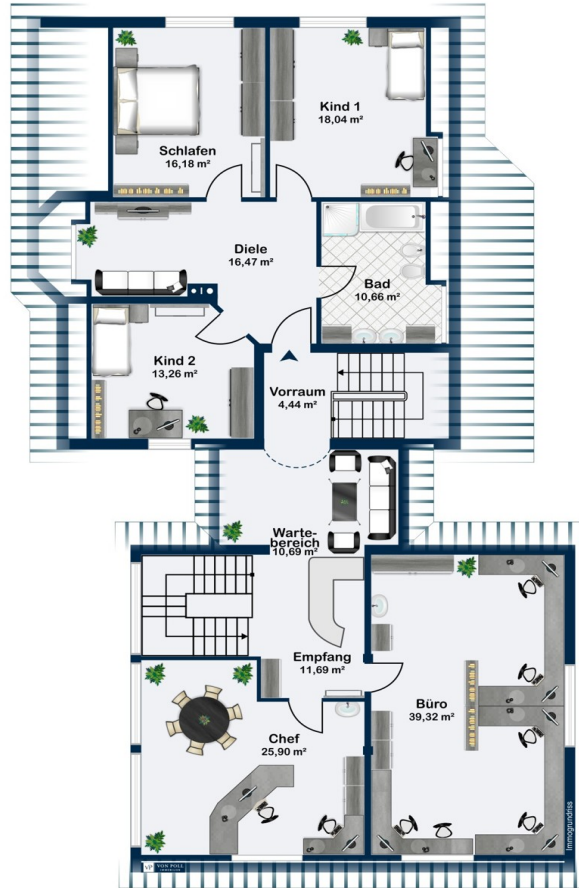 Schlafen
16,18 m²
Kind 1
18,04 m²
Diele
16,47 m²
Bad
10,66 m²
Kind 2
13,26 m²
Vorraum
4,44 m²
Warte-
bereich
10,69 m²
Empfang
11,69 m²
Büro
39,32 m²
Chef
25,90 m²
Immogrundriss
VP VON POLL
IMMOBILIEN